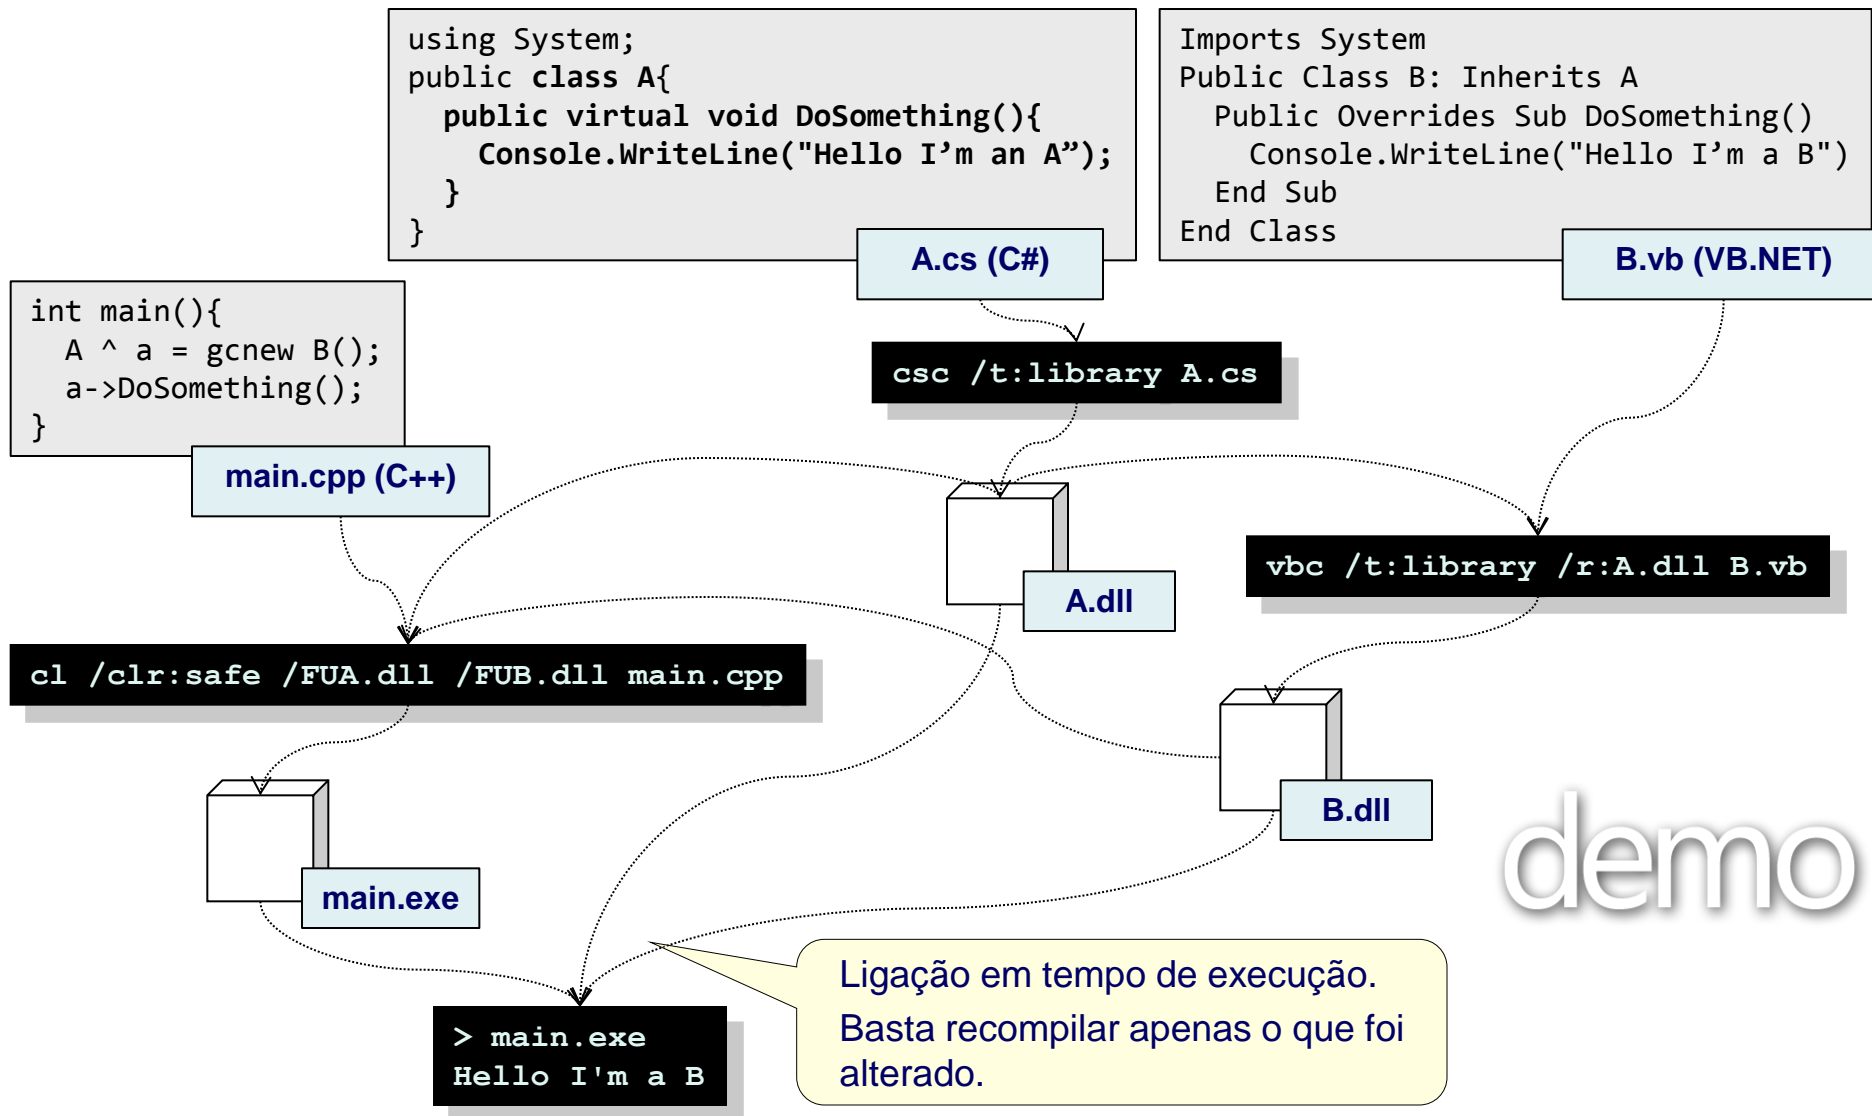 using System;
public class A{
public virtual void DoSomething(){
Console.WriteLine("Hello I’m an A”);
}
}
A.cs (C#)
Imports System
Public Class B: Inherits A
Public Overrides Sub DoSomething()
Console.WriteLine("Hello I’m a B")
End Sub
End Class
B.vb (VB.NET)
int main(){
A ^ a = gcnew B();
a->DoSomething();
}
main.cpp (C++)
csc /t:library A.cs
A.dll
vbc /t:library /r:A.dll B.vb
cl /clr:safe /FUA.dll /FUB.dll main.cpp
B.dll
main.exe
demo
Ligação em tempo de execução.
Basta recompilar apenas o que foi
alterado.
> main.exe
Hello I'm a B